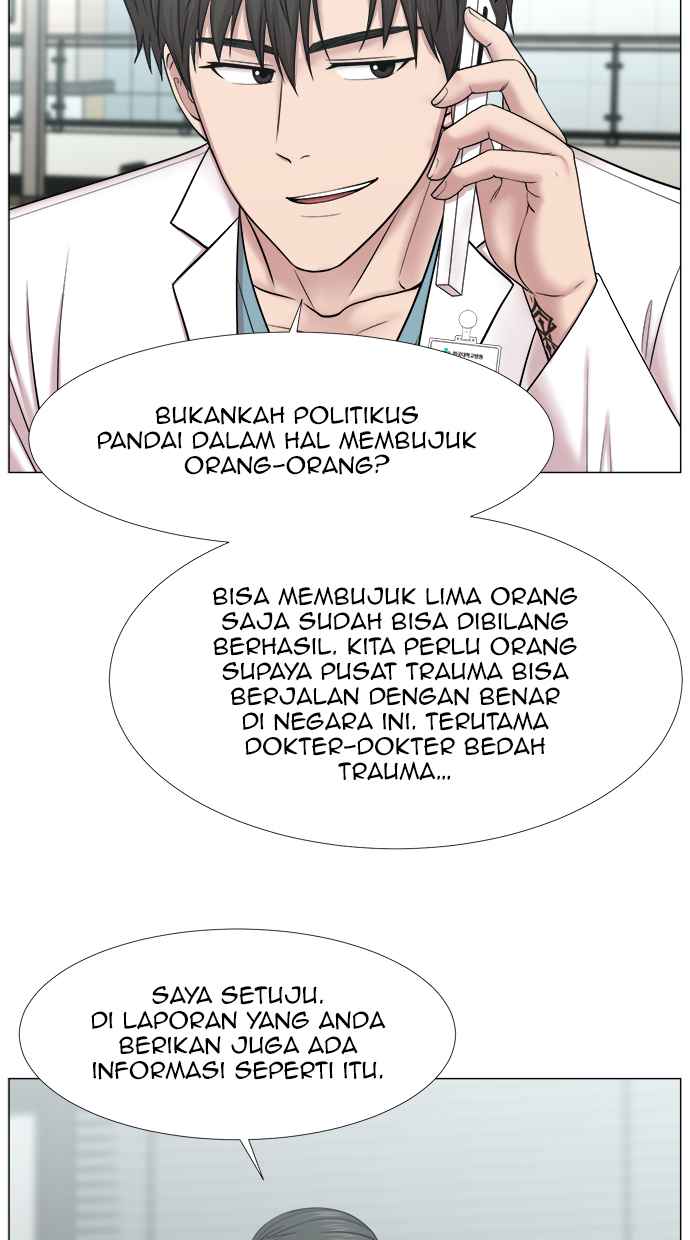 BUKANKAH POLITIKUS
PANDAI DALAM HAL MEMBUJUK
ORANG-ORANG?
BISA MEMBUJUK LIMA ORANG
SAJA SUDAH BISA DIBILANG
BERHASIL. KITA PERLU ORANG
SUPAYA PUSAT TRAUMA BISA
BERJALAN DENGAN BENAR
DI NEGARA INI. TERUTAMA
DOKTER-DOKTER BEDAH
TRAUMA...
SAYA SETUJU.
DI LAPORAN YANG ANDA
BERIKAN JUGA ADA
INFORMASI SEPERTI ITU.